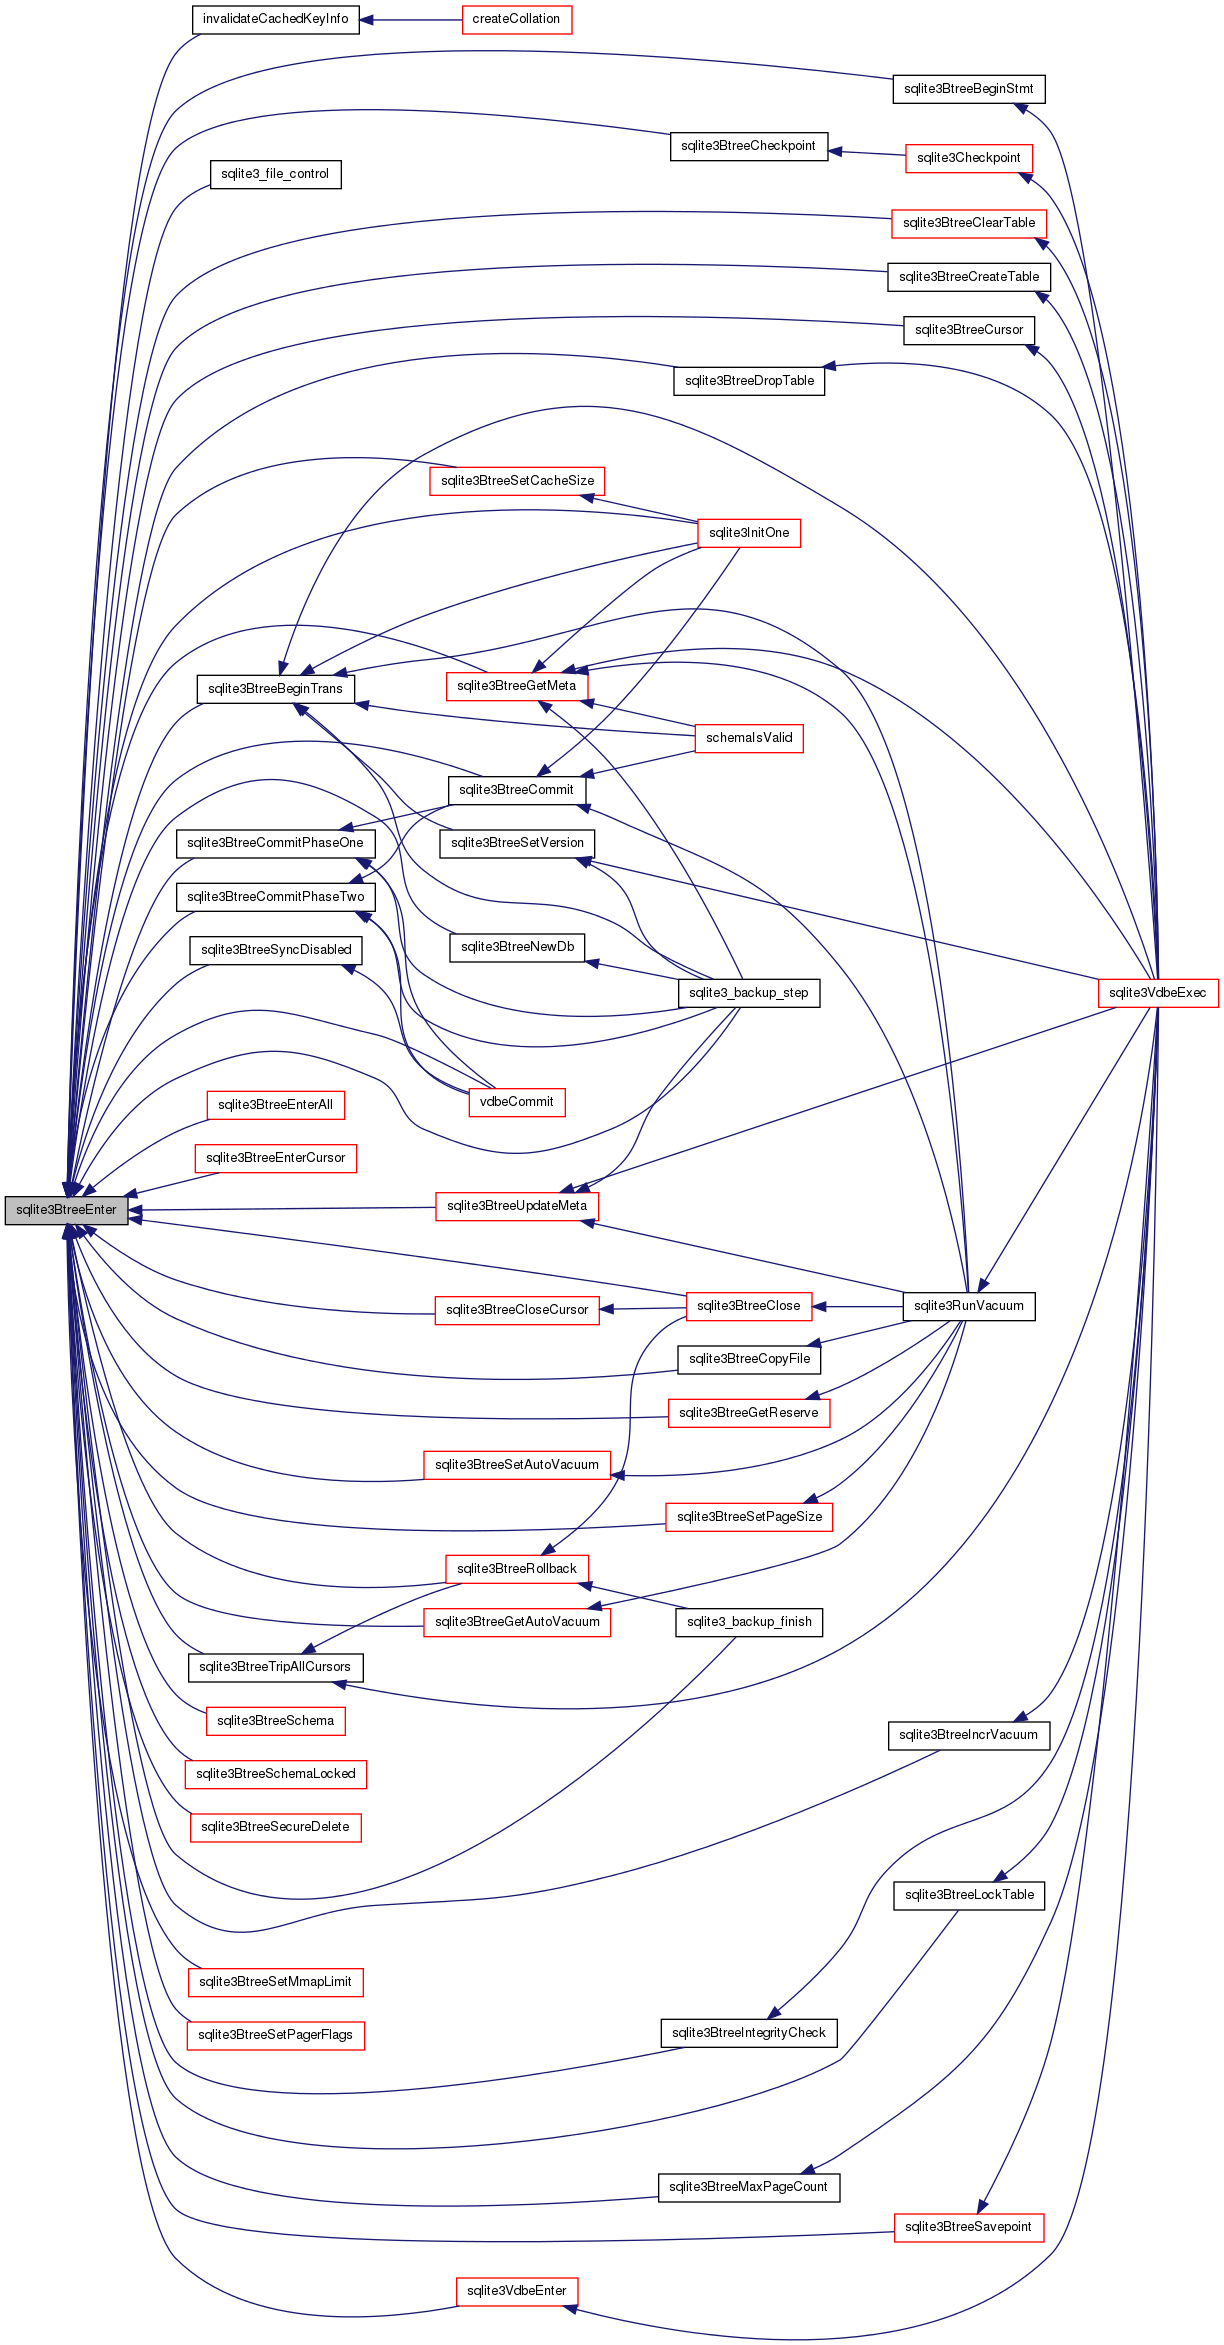 invalidateCachedKeyInfo
createCollation
sqlite3BtreeBeginStmt
sqlite3BtreeCheckpoint
sqlite3Checkpoint
sqlite3_file_control
sqlite3BtreeClearTable
sqlite3BtreeCreateTable
sqlite3BtreeCursor
sqlite3BtreeDropTable
sqlite3BtreeSetCacheSize
sqlite3InitOne
sqlite3BtreeBeginTrans
sqlite3BtreeGetMeta
schemaIsValid
sqlite3BtreeCommit
sqlite3BtreeCommitPhaseOne
sqlite3BtreeSetVersion
sqlite3BtreeCommitPhaseTwo
sqlite3BtreeSyncDisabled
sqlite3BtreeNewDb
sqlite3_backup_step
sqlite3VdbeExec
sqlite3BtreeEnterAll
vdbeCommit
sqlite3BtreeEnterCursor
sqlite3BtreeEnter
sqlite3BtreeUpdateMeta
sqlite3BtreeCloseCursor
sqlite3BtreeClose
sqlite3RunVacuum
sqlite3BtreeCopyFile
sqlite3BtreeGetReserve
sqlite3BtreeSetAutoVacuum
sqlite3BtreeSetPageSize
sqlite3BtreeRollback
sqlite3BtreeGetAutoVacuum
sqlite3_backup_finish
sqlite3BtreeTripAllCursors
sqlite3BtreeSchema
sqlite3BtreeIncrVacuum
sqlite3BtreeSchemaLocked
sqlite3BtreeSecureDelete
sqlite3BtreeLockTable
sqlite3BtreeSetMmapLimit
sqlite3BtreeSetPagerFlags
sqlite3BtreeIntegrityCheck
sqlite3BtreeMaxPageCount
sqlite3BtreeSavepoint
sqlite3VdbeEnter